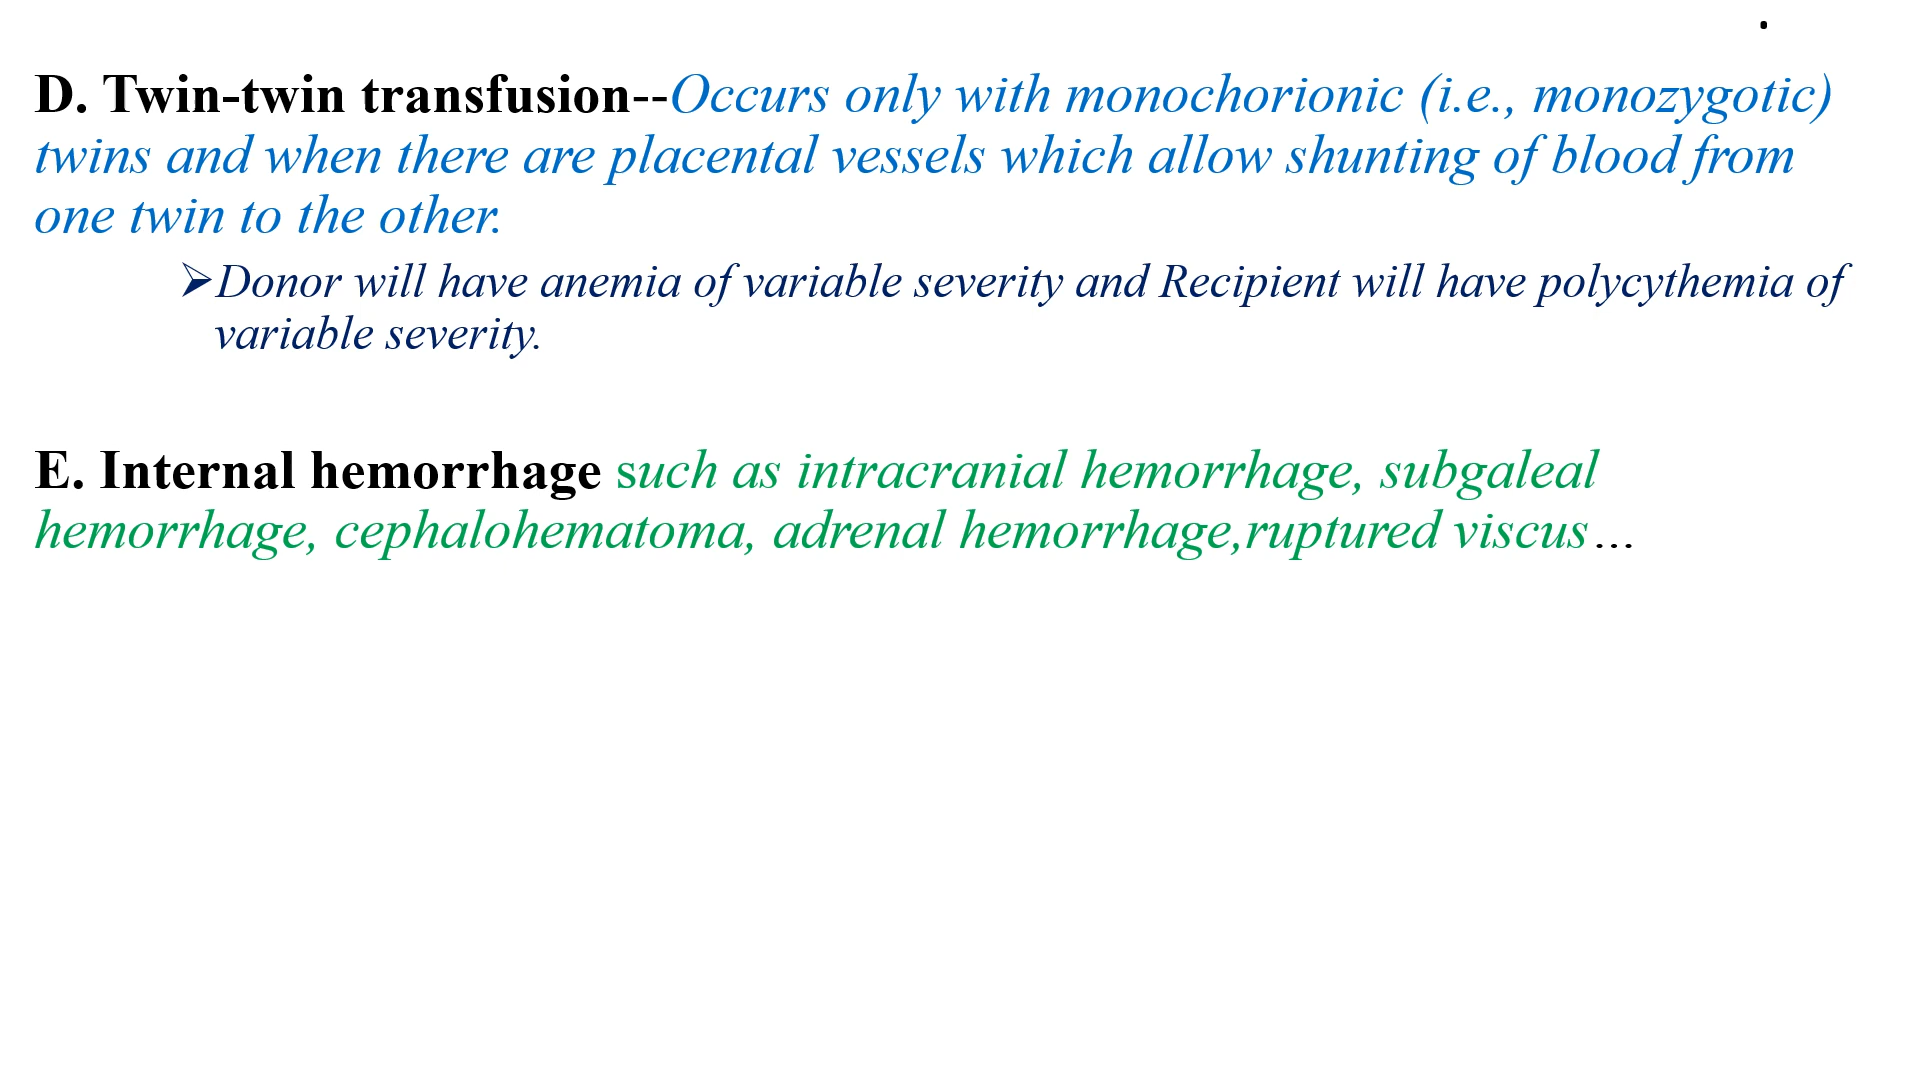 .
D. Twin-twin transfusion--Occurs only with monochorionic (i.e., monozygotic)
twins and when there are placental vessels which allow shunting of blood from
one twin to the other.
➢Donor will have anemia of variable severity and Recipient will have polycythemia of
variable severity.
E. Internal hemorrhage such as intracranial hemorrhage, subgaleal
hemorrhage, cephalohematoma, adrenal hemorrhage,ruptured viscus…